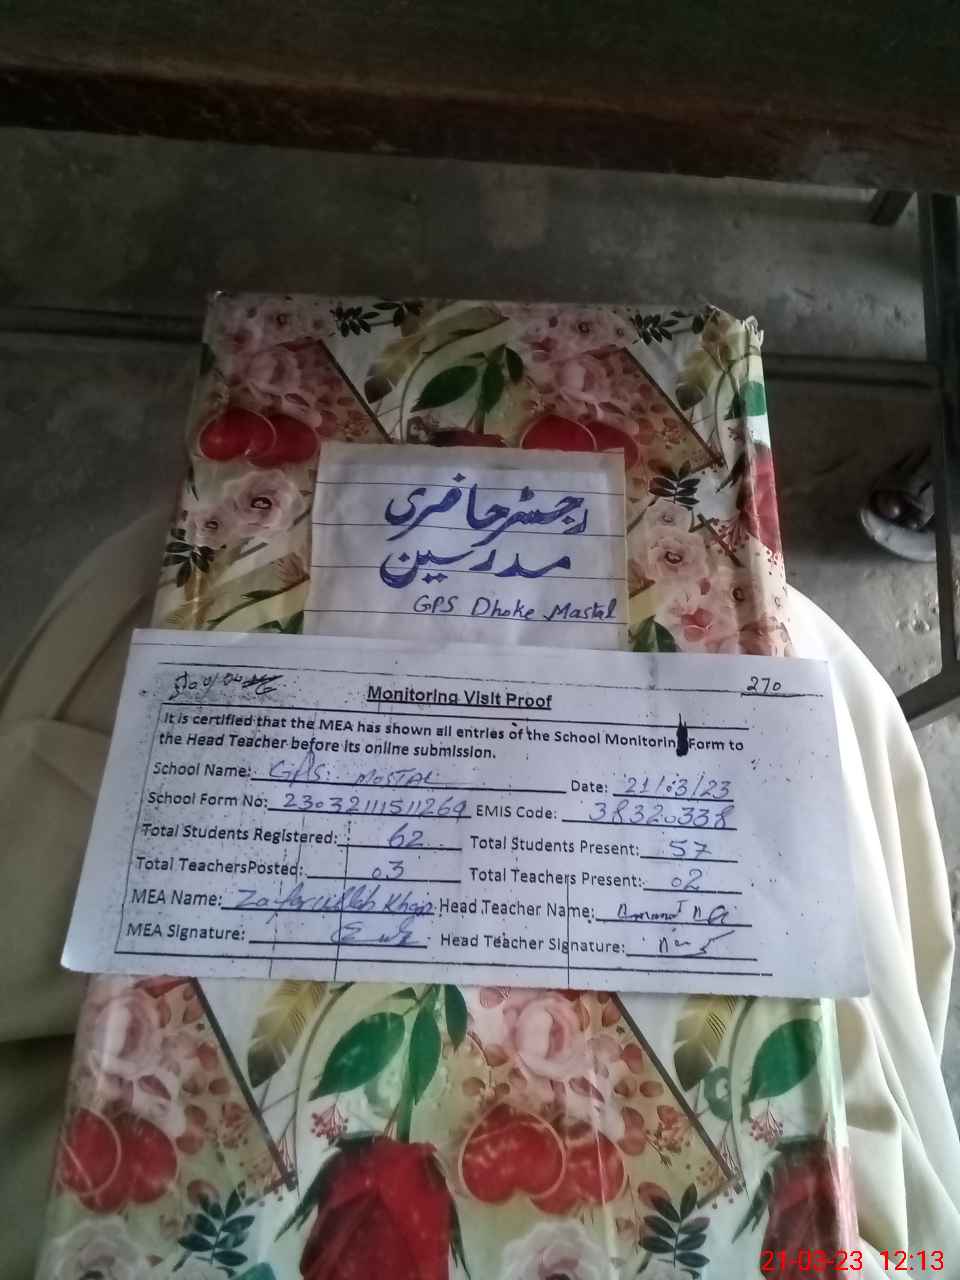 رجسٹر حاضری
مدرسین
GPS Dhoke Mastal
270
Monitoring Visit Proof
It is certified that the MEA has shown all entries of the School Monitorin Form to
the Head Teacher before its online submission.
School Name: GPS: MOSTAL Date: 21/03/23
School Form No: 23032111511269 EMIS Code: 38320338
Total Students Registered: 62 Total Students Present: 57
Total TeachersPosted: 03 Total Teachers Present: 02
MEA Name: Zafarullah Khan Head Teacher Name:
MEA Signature: Head Teacher Signature:
21-03-23 12:13